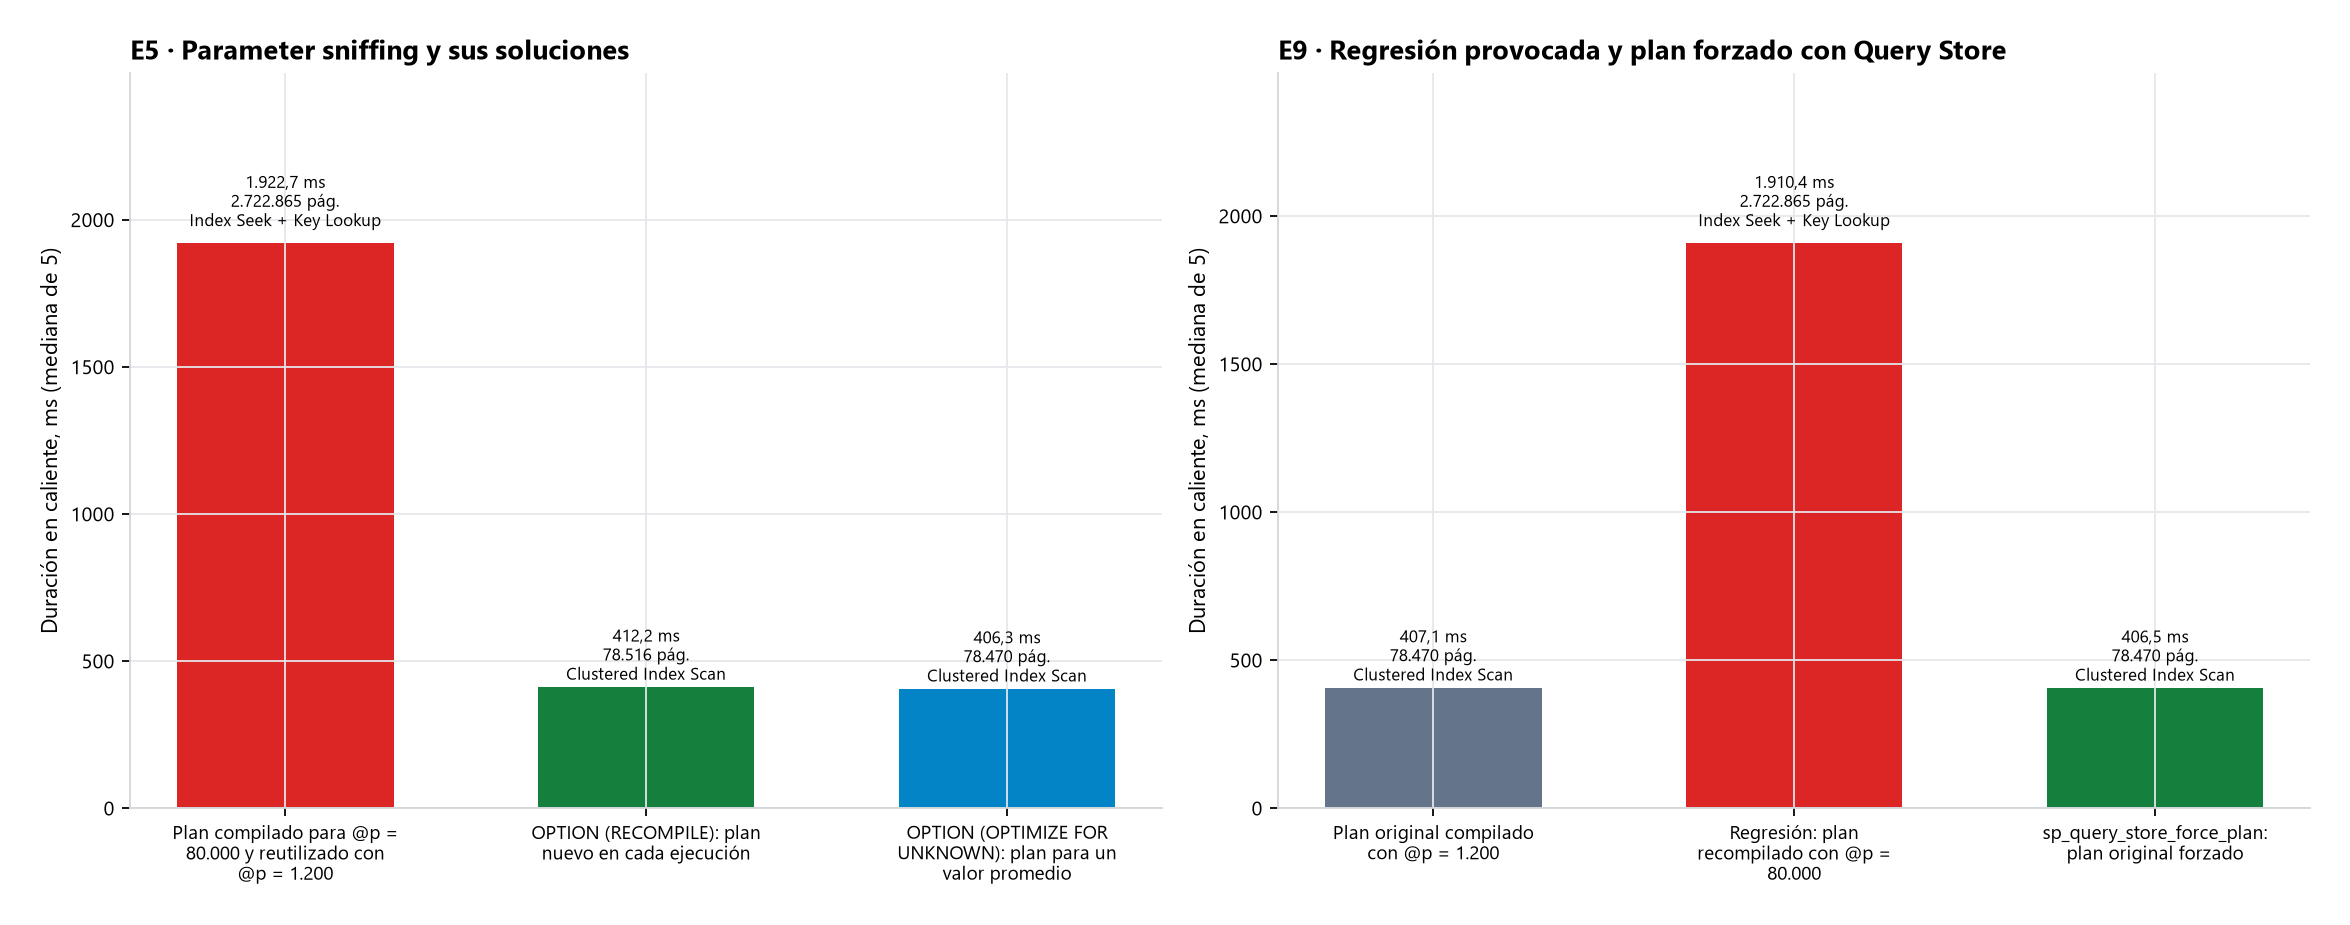 E5 · Parameter sniffing y sus soluciones
Duración en caliente, ms (mediana de 5)
2000
1500
1000
500
0
1.922,7 ms
2.722.865 pág.
Index Seek + Key Lookup
412,2 ms
78.516 pág.
Clustered Index Scan
406,3 ms
78.470 pág.
Clustered Index Scan
Plan compilado para @p =
80.000 y reutilizado con
@p = 1.200
OPTION (RECOMPILE): plan
nuevo en cada ejecución
OPTION (OPTIMIZE FOR
UNKNOWN): plan para un
valor promedio
E9 · Regresión provocada y plan forzado con Query Store
Duración en caliente, ms (mediana de 5)
2000
1500
1000
500
0
407,1 ms
78.470 pág.
Clustered Index Scan
1.910,4 ms
2.722.865 pág.
Index Seek + Key Lookup
406,5 ms
78.470 pág.
Clustered Index Scan
Plan original compilado
con @p = 1.200
Regresión: plan
recompilado con @p =
80.000
sp_query_store_force_plan:
plan original forzado